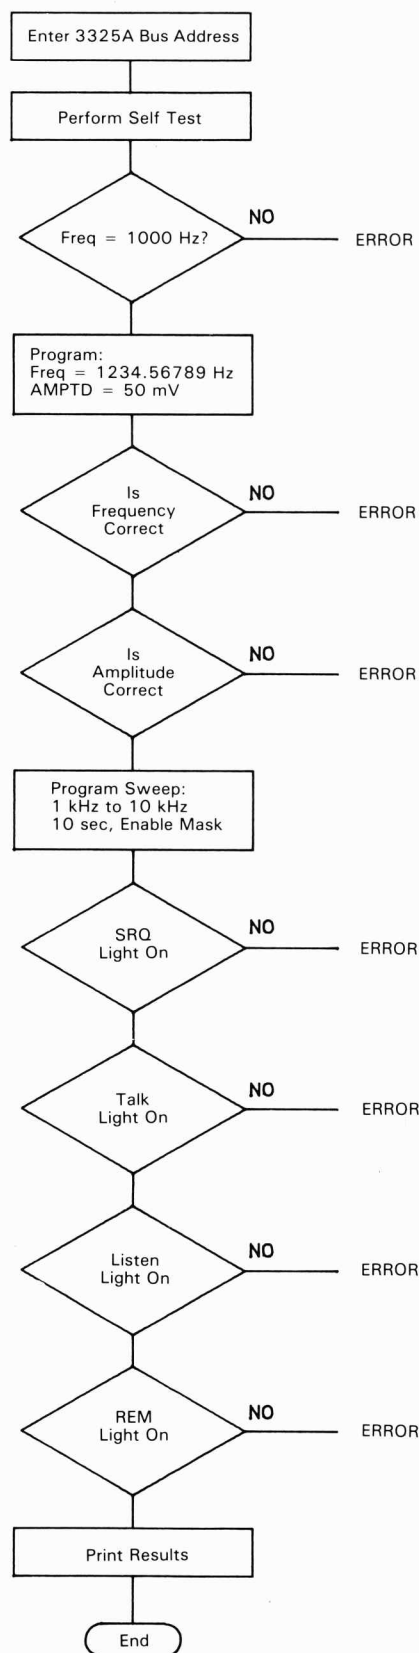 Enter 3325A Bus Address
Perform Self Test
Freq = 1000 Hz?
NO
ERROR
Program:
Freq = 1234.56789 Hz
AMPTD = 50 mV
Is
Frequency
Correct
NO
ERROR
Is
Amplitude
Correct
NO
ERROR
Program Sweep:
1 kHz to 10 kHz
10 sec, Enable Mask
SRQ
Light On
NO
ERROR
Talk
Light On
NO
ERROR
Listen
Light On
NO
ERROR
REM
Light On
NO
ERROR
Print Results
End